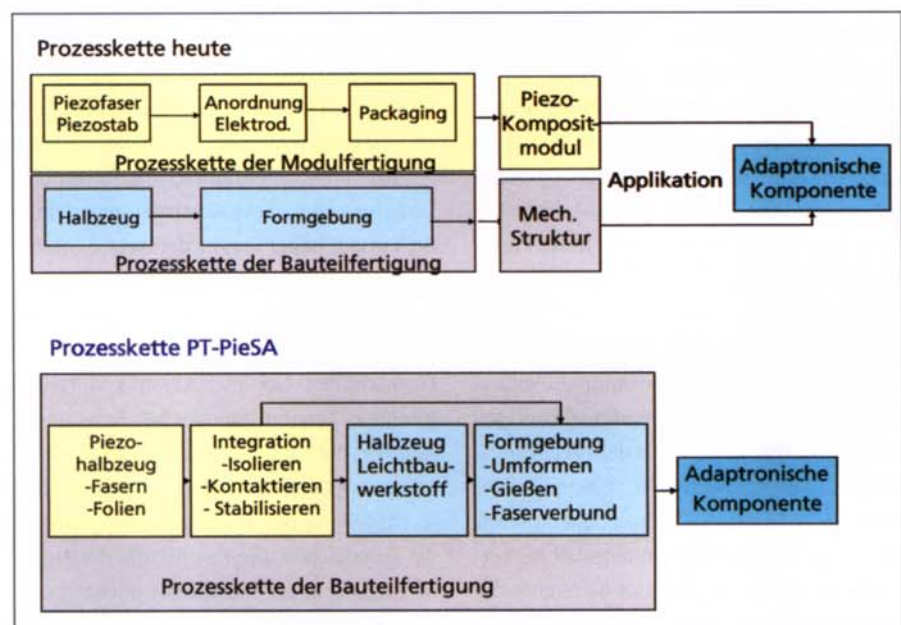 Prozesskette heute
Piezofaser
Piezostab
Anordnung
Elektrod.
Packaging
Prozesskette der Modulfertigung
Piezo-
Komposit
modul
Halbzeug
Formgebung
Prozesskette der Bauteilfertigung
Mech.
Struktur
Applikation
Adaptronische
Komponente
Prozesskette PT-PieSA
Piezo-
halbzeug
-Fasern
-Folien
Integration
-Isolieren
-Kontaktieren
- Stabilisieren
Halbzeug
Leichtbau-
werkstoff
Formgebung
-Umformen
-Gießen
-Faserverbund
Prozesskette der Bauteilfertigung
Adaptronische
Komponente